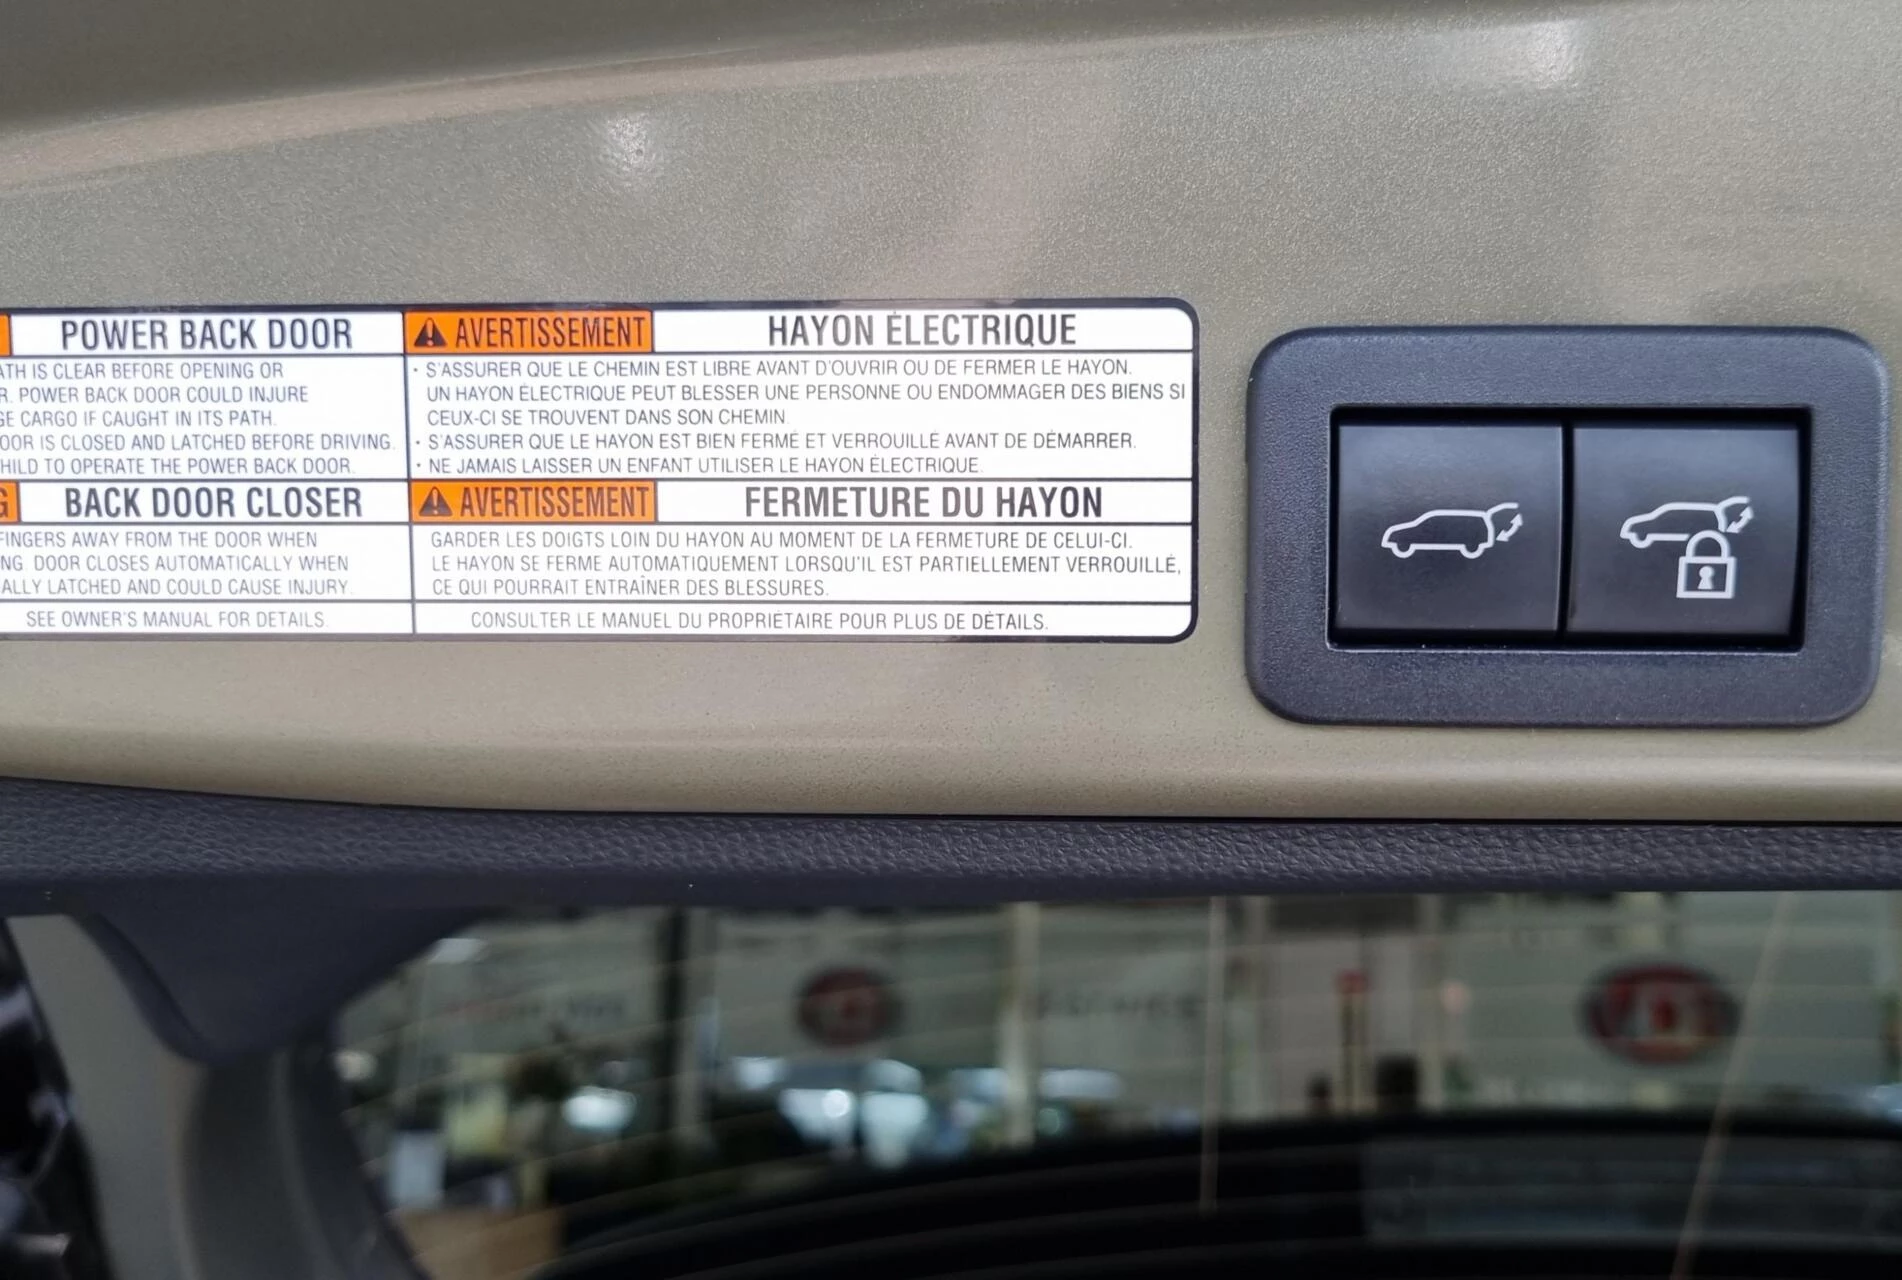 POWER BACK DOOR
ATH IS CLEAR BEFORE OPENING OR
R. POWER BACK DOOR COULD INJURE
GE CARGO IF CAUGHT IN ITS PATH.
OOR IS CLOSED AND LATCHED BEFORE DRIVING.
HILD TO OPERATE THE POWER BACK DOOR.
G BACK DOOR CLOSER
FINGERS AWAY FROM THE DOOR WHEN
NG. DOOR CLOSES AUTOMATICALLY WHEN
ALLY LATCHED AND COULD CAUSE INJURY.
SEE OWNER'S MANUAL FOR DETAILS.
AVERTISSEMENT HAYON ÉLECTRIQUE
• S'ASSURER QUE LE CHEMIN EST LIBRE AVANT D'OUVRIR OU DE FERMER LE HAYON.
UN HAYON ÉLECTRIQUE PEUT BLESSER UNE PERSONNE OU ENDOMMAGER DES BIENS SI
CEUX-CI SE TROUVENT DANS SON CHEMIN.
• S'ASSURER QUE LE HAYON EST BIEN FERMÉ ET VERROUILLÉ AVANT DE DÉMARRER.
• NE JAMAIS LAISSER UN ENFANT UTILISER LE HAYON ÉLECTRIQUE.
AVERTISSEMENT FERMETURE DU HAYON
GARDER LES DOIGTS LOIN DU HAYON AU MOMENT DE LA FERMETURE DE CELUI-CI.
LE HAYON SE FERME AUTOMATIQUEMENT LORSQU'IL EST PARTIELLEMENT VERROUILLÉ,
CE QUI POURRAIT ENTRAÎNER DES BLESSURES.
CONSULTER LE MANUEL DU PROPRIÉTAIRE POUR PLUS DE DÉTAILS.